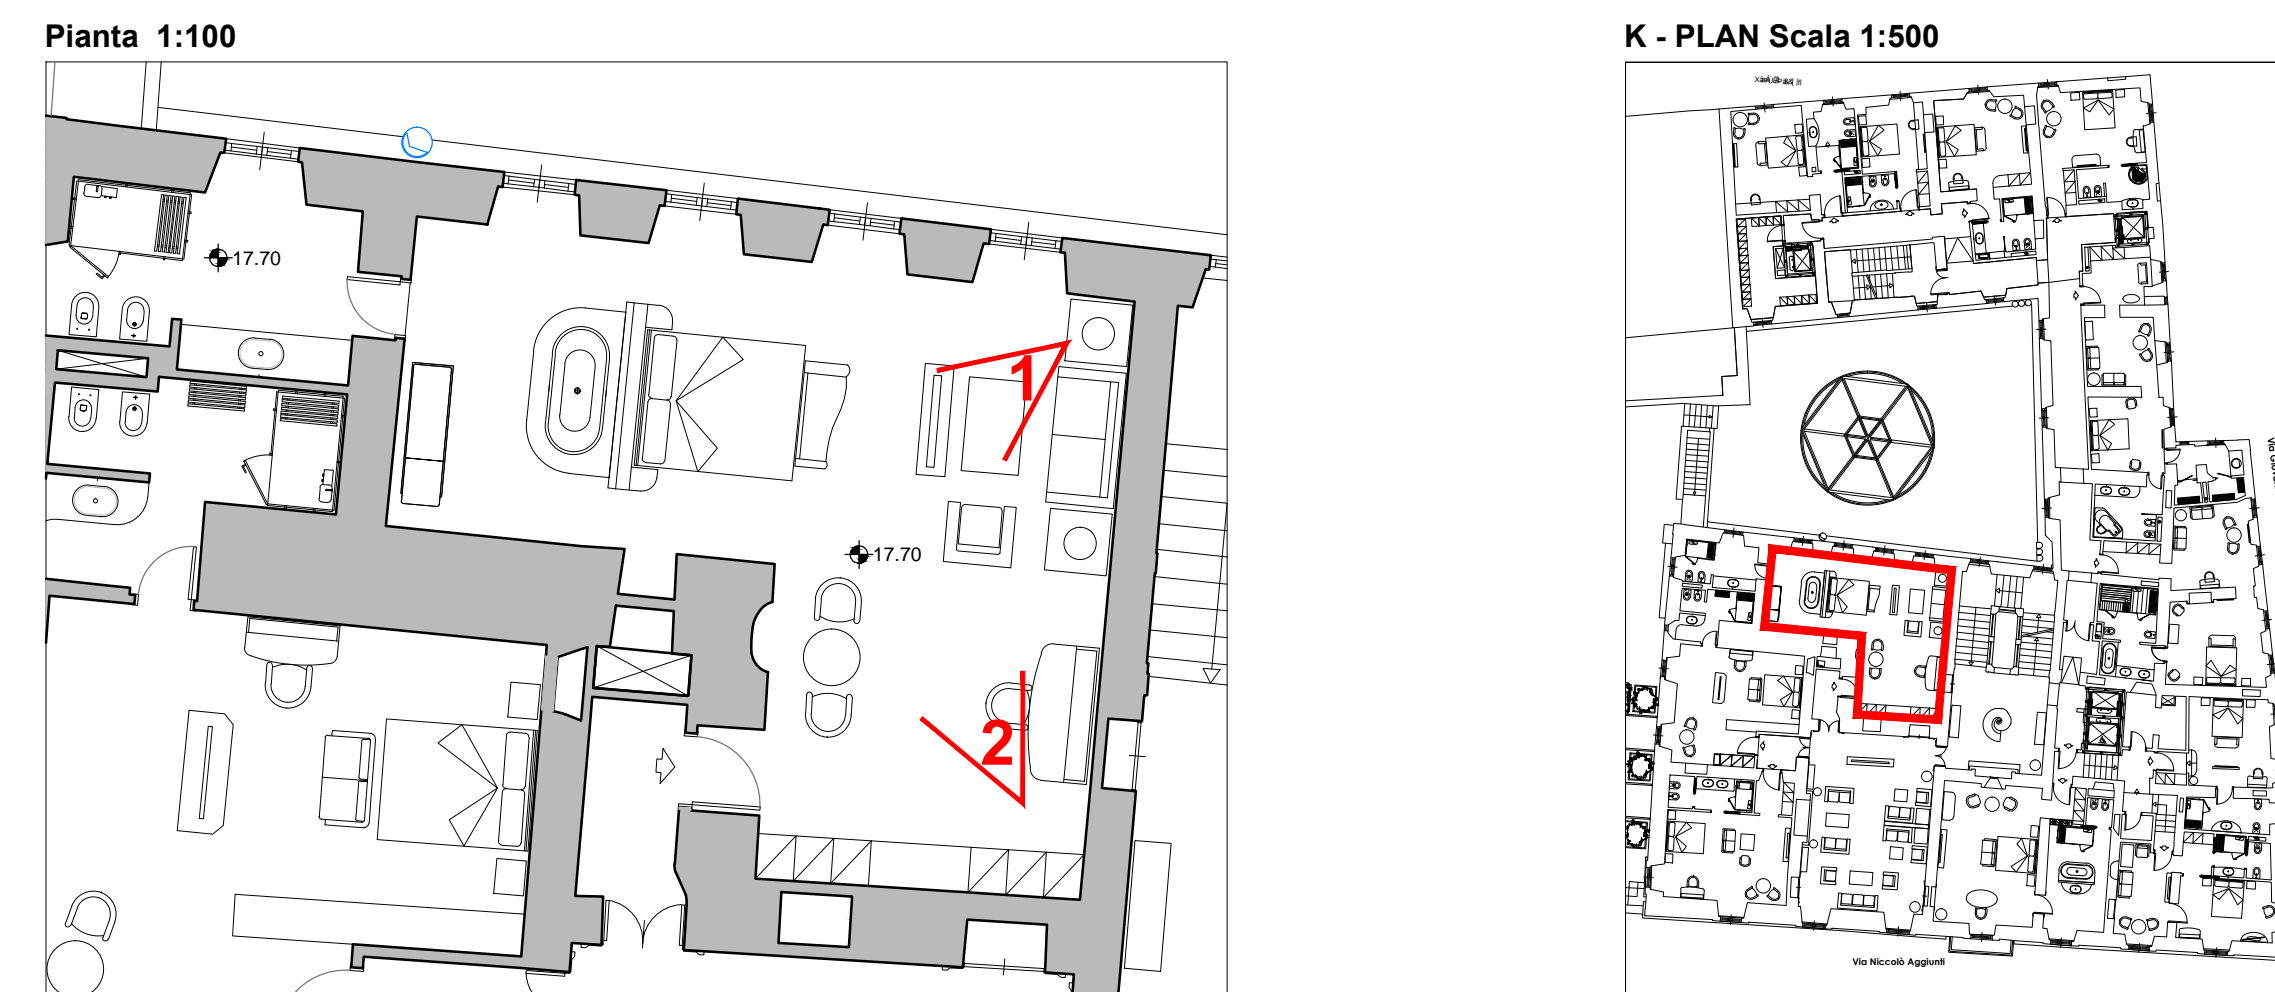 Pianta 1:100
K - PLAN Scala 1:500
17.70
1
17.70
2
Via Niccolò Aggiunti